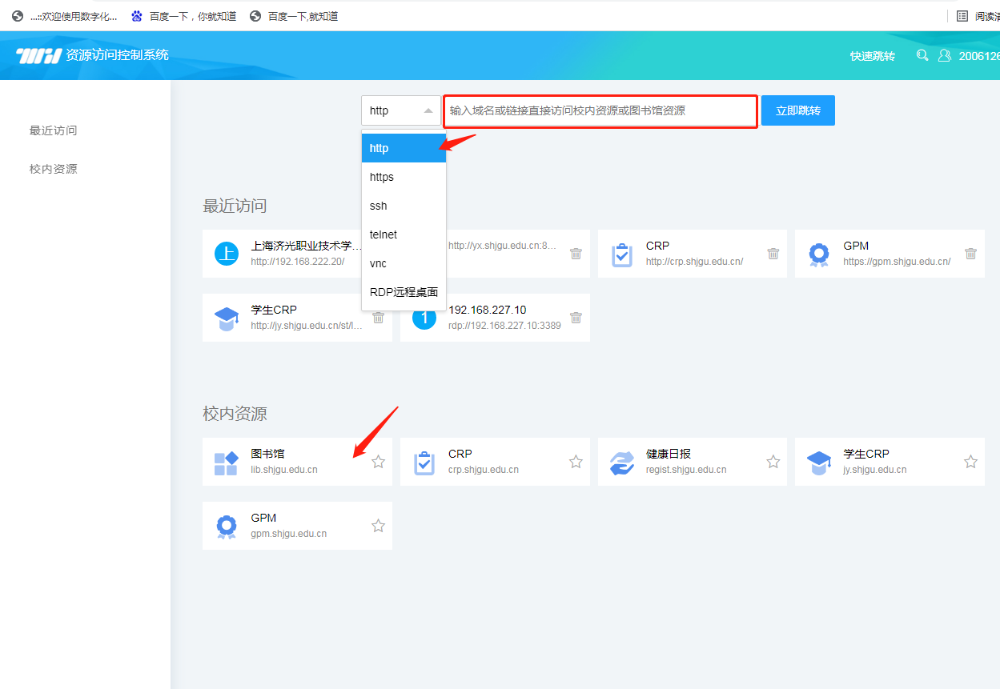 ...::欢迎使用数字化... 百度一下，你就知道 百度一下,就知道 阅读清
资源访问控制系统 快速跳转 2006126
最近访问
校内资源
http 输入域名或链接直接访问校内资源或图书馆资源 立即跳转
http
https
ssh
telnet
vnc
RDP远程桌面
最近访问
上海济光职业技术学...
http://192.168.222.20/
http://yx.shjgu.edu.cn:8...
CRP
http://crp.shjgu.edu.cn/
GPM
https://gpm.shjgu.edu.cn/
学生CRP
http://jy.shjgu.edu.cn/st/l...
1
192.168.227.10
rdp://192.168.227.10:3389
校内资源
图书馆
lib.shjgu.edu.cn
CRP
crp.shjgu.edu.cn
健康日报
regist.shjgu.edu.cn
学生CRP
jy.shjgu.edu.cn
GPM
gpm.shjgu.edu.cn